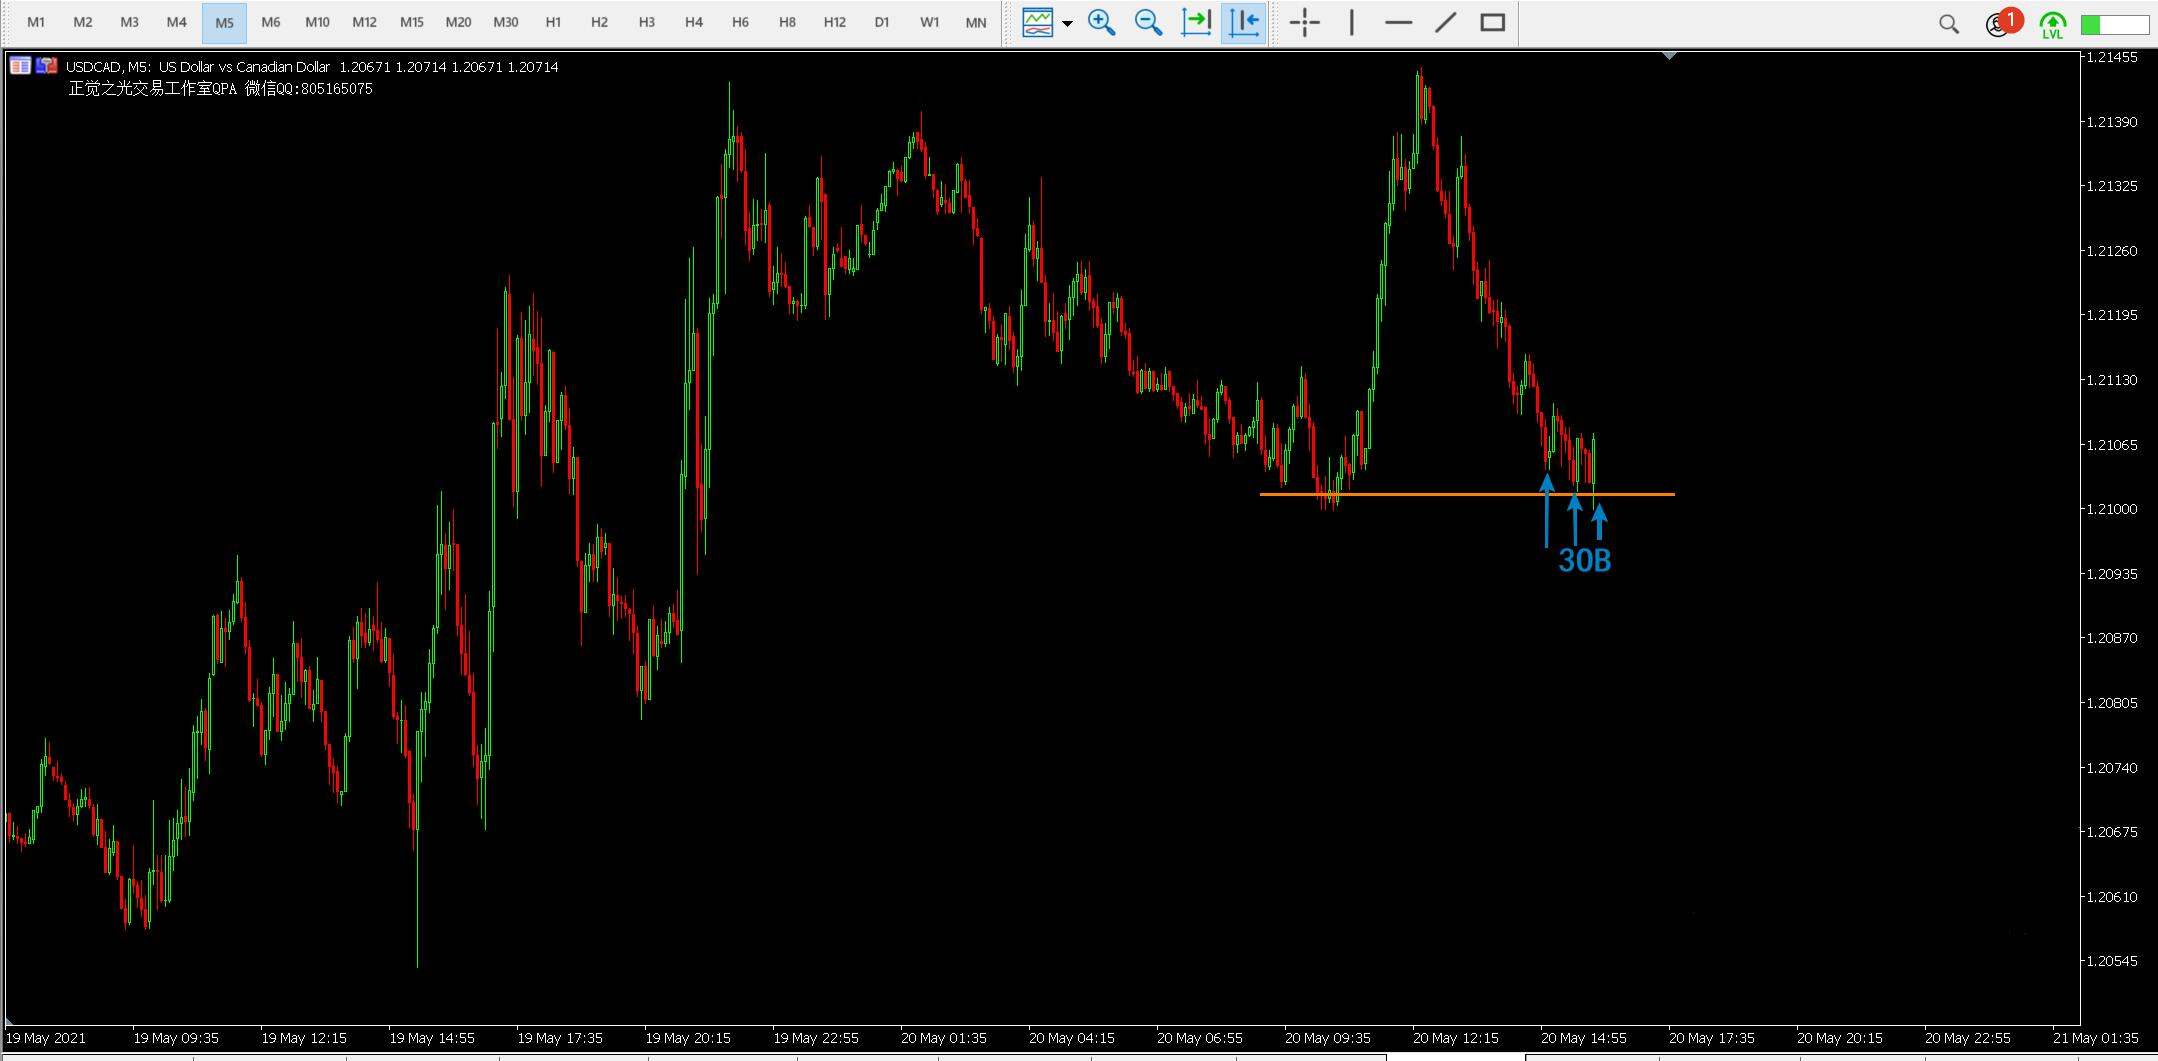 M1 M2 M3 M4 M5 M6 M10 M12 M15 M20 M30 H1 H2 H3 H4 H6 H8 H12 D1 W1 MN
1
LVL
USDCAD, M5: US Dollar vs Canadian Dollar 1.20671 1.20714 1.20671 1.20714
正觉之光交易工作室QPA 微信QQ:805165075
1.21455
1.21390
1.21325
1.21260
1.21195
1.21130
1.21065
1.21000
30B
1.20935
1.20870
1.20805
1.20740
1.20675
1.20610
1.20545
19 May 2021 19 May 09:35 19 May 12:15 19 May 14:55 19 May 17:35 19 May 20:15 19 May 22:55 20 May 01:35 20 May 04:15 20 May 06:55 20 May 09:35 20 May 12:15 20 May 14:55 20 May 17:35 20 May 20:15 20 May 22:55 21 May 01:35